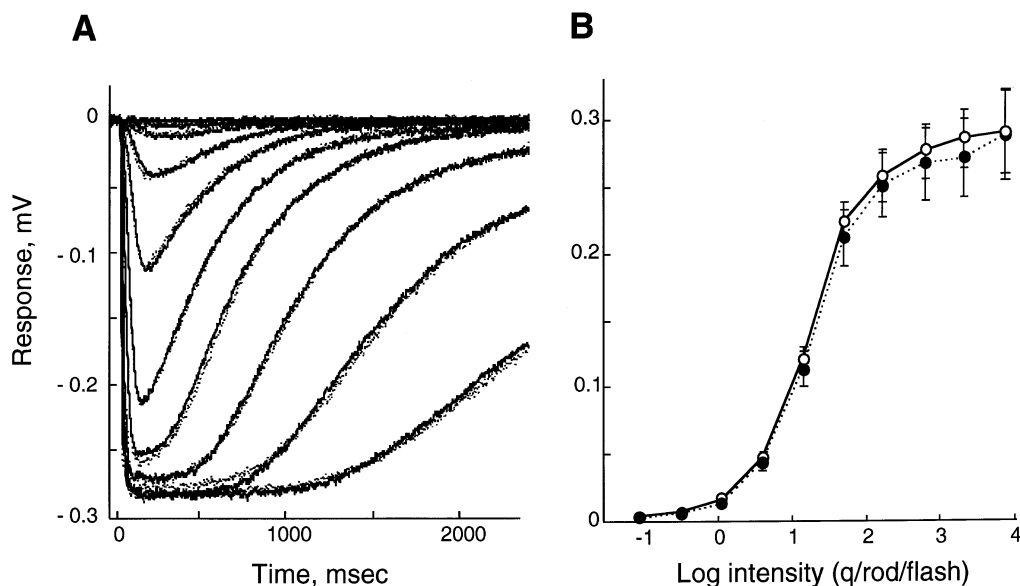 A
Response, mV
0
- 0.1
- 0.2
- 0.3
0 1000 2000
Time, msec
B
0.3
0.2
0.1
0
-1 0 1 2 3 4
Log intensity (q/rod/flash)